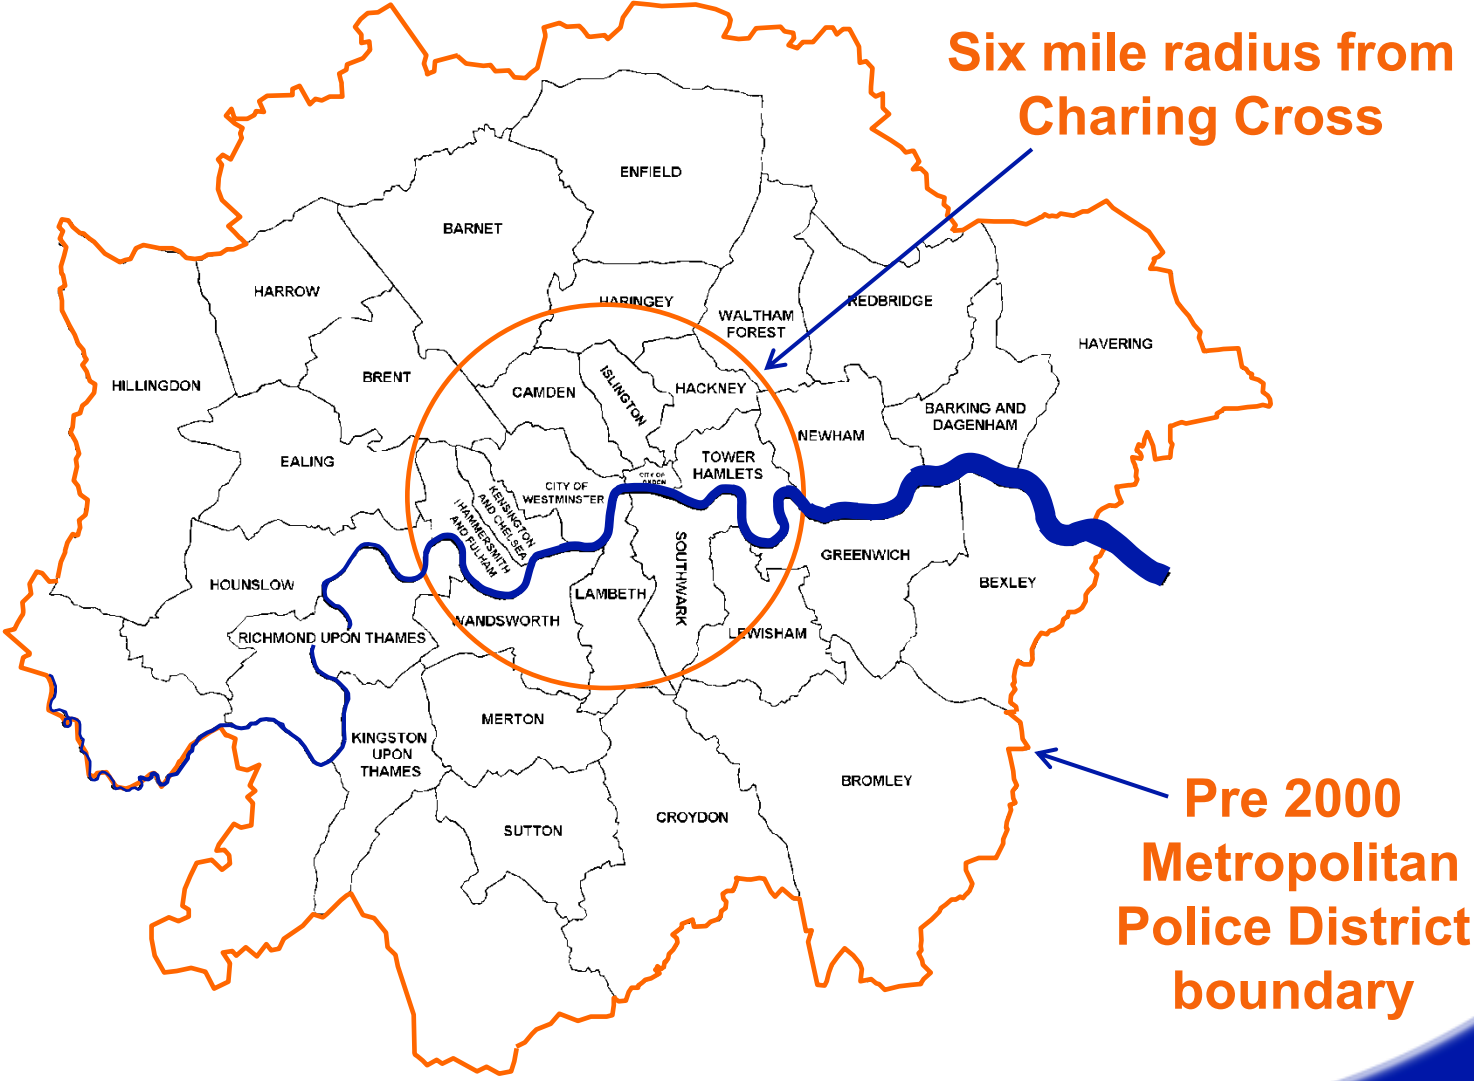 Six mile radius from
Charing Cross
ENFIELD
BARNET
HARROW
HARINGEY
REDBRIDGE
WALTHAM
FOREST
HAVERING
HILLINGDON
BRENT
CAMDEN
ISLINGTON
HACKNEY
BARKING AND
DAGENHAM
NEWHAM
EALING
TOWER
HAMLETS
CITY OF
CITY OF
WESTMINSTER
KENSINGTON
AND CHELSEA
HAMMERSMITH
AND FULHAM
SOUTHWARK
GREENWICH
BEXLEY
HOUNSLOW
LAMBETH
WANDSWORTH
LEWISHAM
RICHMOND UPON THAMES
MERTON
KINGSTON
UPON
THAMES
BROMLEY
CROYDON
SUTTON
Pre 2000
Metropolitan
Police District
boundary